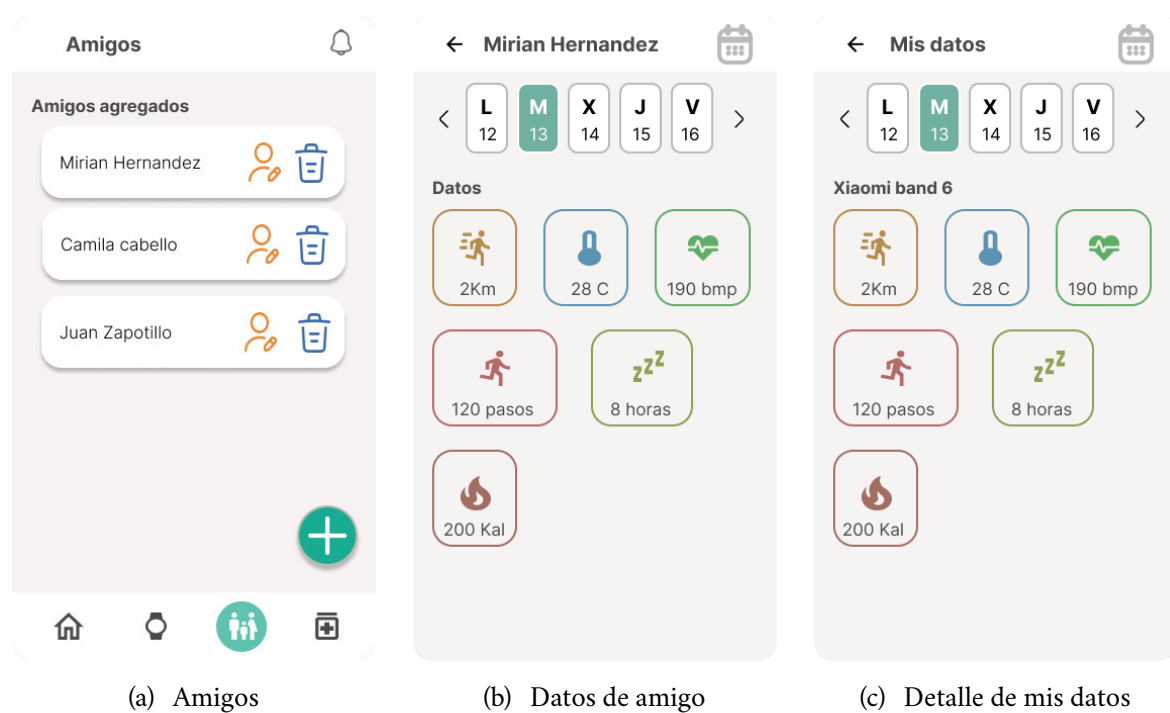 Amigos
Amigos agregados
Mirian Hernandez
Camila cabello
Juan Zapotillo
(a) Amigos
Mirian Hernandez
L M X J V
12 13 14 15 16
Datos
2Km 28 C 190 bmp
120 pasos 8 horas
200 Kal
(b) Datos de amigo
Mis datos
L M X J V
12 13 14 15 16
Xiaomi band 6
2Km 28 C 190 bmp
120 pasos 8 horas
200 Kal
(c) Detalle de mis datos